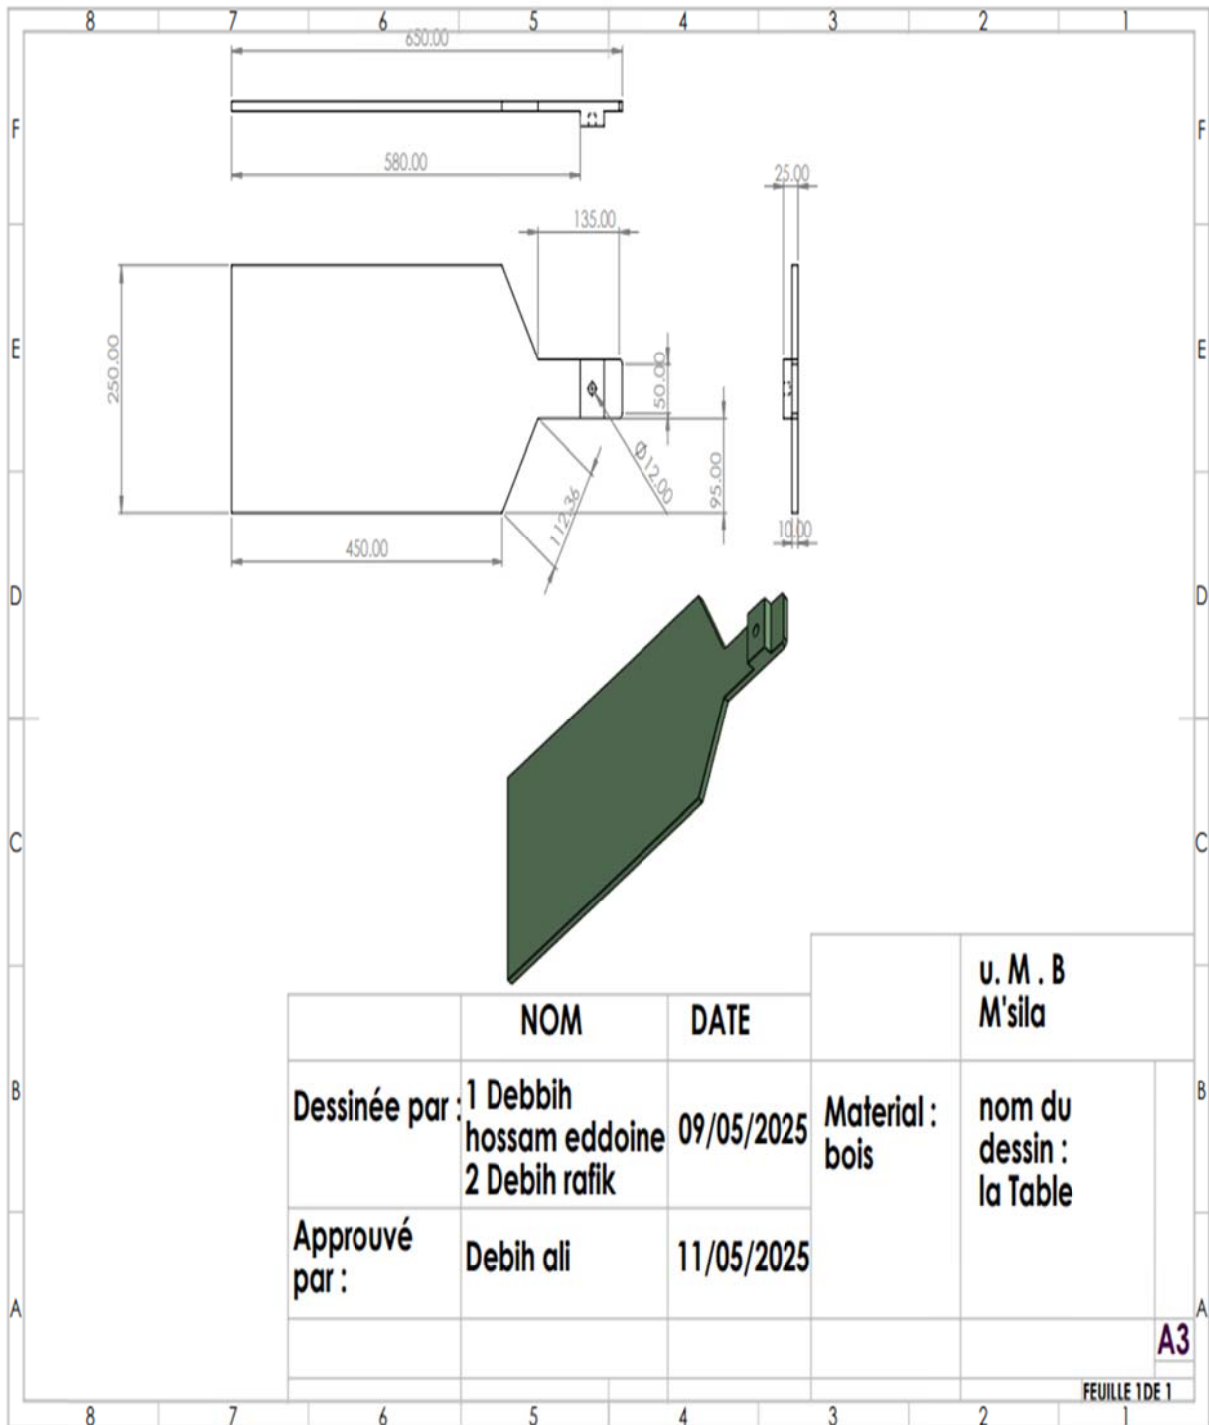 8 7 6 5 4 3 2 1
650.00
F F
580.00
25.00
135.00
250.00
E E
50.00
Ø12.00
95.00
112.36
10.00
450.00
D D
C C
u. M . B
M'sila
NOM DATE
B B
Dessinée par :
1 Debbih
hossam eddoine
2 Debih rafik
09/05/2025
Material :
bois
nom du
dessin :
la Table
Approuvé
par :
Debih ali
11/05/2025
A A
A3
FEUILLE 1 DE 1
8 7 6 5 4 3 2 1